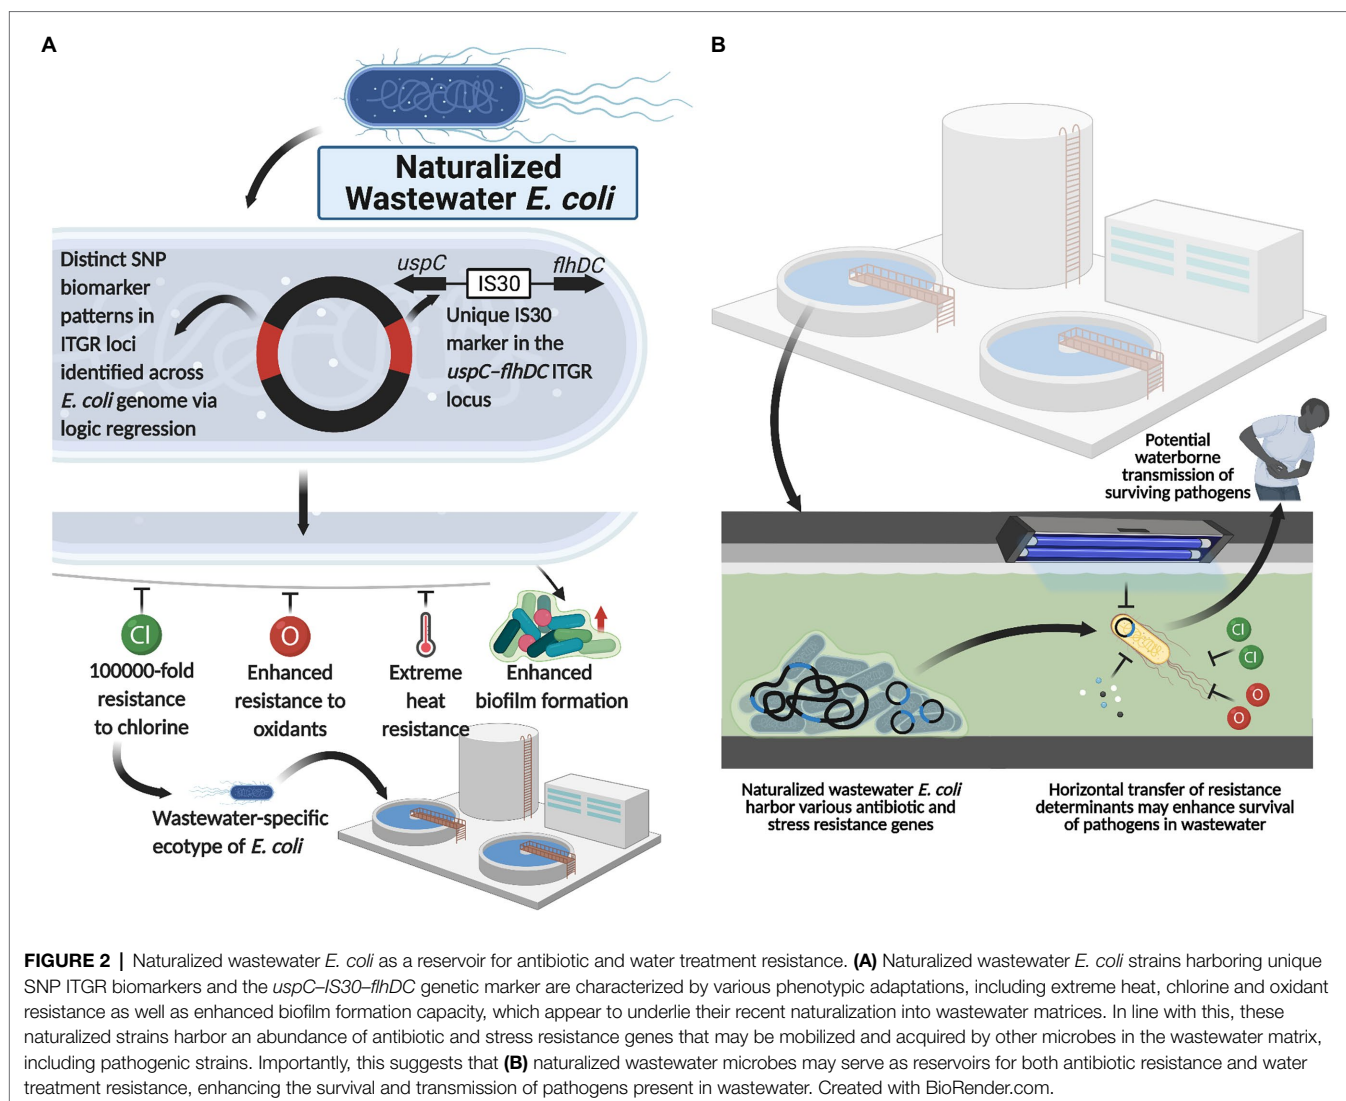 A
Naturalized
Wastewater E. coli
Distinct SNP
biomarker
patterns in
ITGR loci
identified across
E. coli genome via
logic regression
uspC
IS30
flhDC
Unique IS30
marker in the
uspC–flhDC ITGR
locus
Cl
100000-fold
resistance
to chlorine
O
Enhanced
resistance to
oxidants
Extreme
heat
resistance
Enhanced
biofilm formation
Wastewater-specific
ecotype of E. coli
B
Potential
waterborne
transmission of
surviving pathogens
Cl
Cl
O
O
Naturalized wastewater E. coli
harbor various antibiotic and
stress resistance genes
Horizontal transfer of resistance
determinants may enhance survival
of pathogens in wastewater
FIGURE 2 | Naturalized wastewater E. coli as a reservoir for antibiotic and water treatment resistance. (A) Naturalized wastewater E. coli strains harboring unique
SNP ITGR biomarkers and the uspC–IS30–flhDC genetic marker are characterized by various phenotypic adaptations, including extreme heat, chlorine and oxidant
resistance as well as enhanced biofilm formation capacity, which appear to underlie their recent naturalization into wastewater matrices. In line with this, these
naturalized strains harbor an abundance of antibiotic and stress resistance genes that may be mobilized and acquired by other microbes in the wastewater matrix,
including pathogenic strains. Importantly, this suggests that (B) naturalized wastewater microbes may serve as reservoirs for both antibiotic resistance and water
treatment resistance, enhancing the survival and transmission of pathogens present in wastewater. Created with BioRender.com.